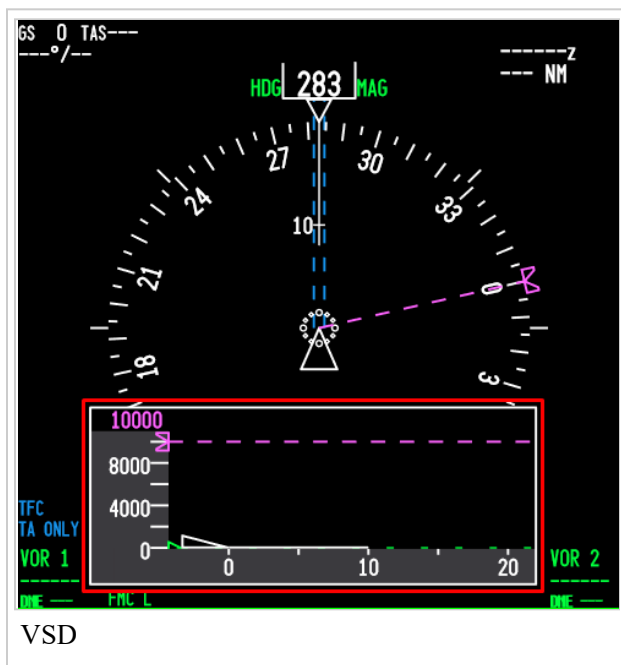 GS 0 TAS---
---°/--
------z
--- NM
HDG 283 MAG
27 30
24 33
10
21 0
18 3
10000
8000
4000
0
0 10 20
TFC
TA ONLY
VOR 1
VOR 2
------
------
DME ---
FMC L
DME ---
VSD